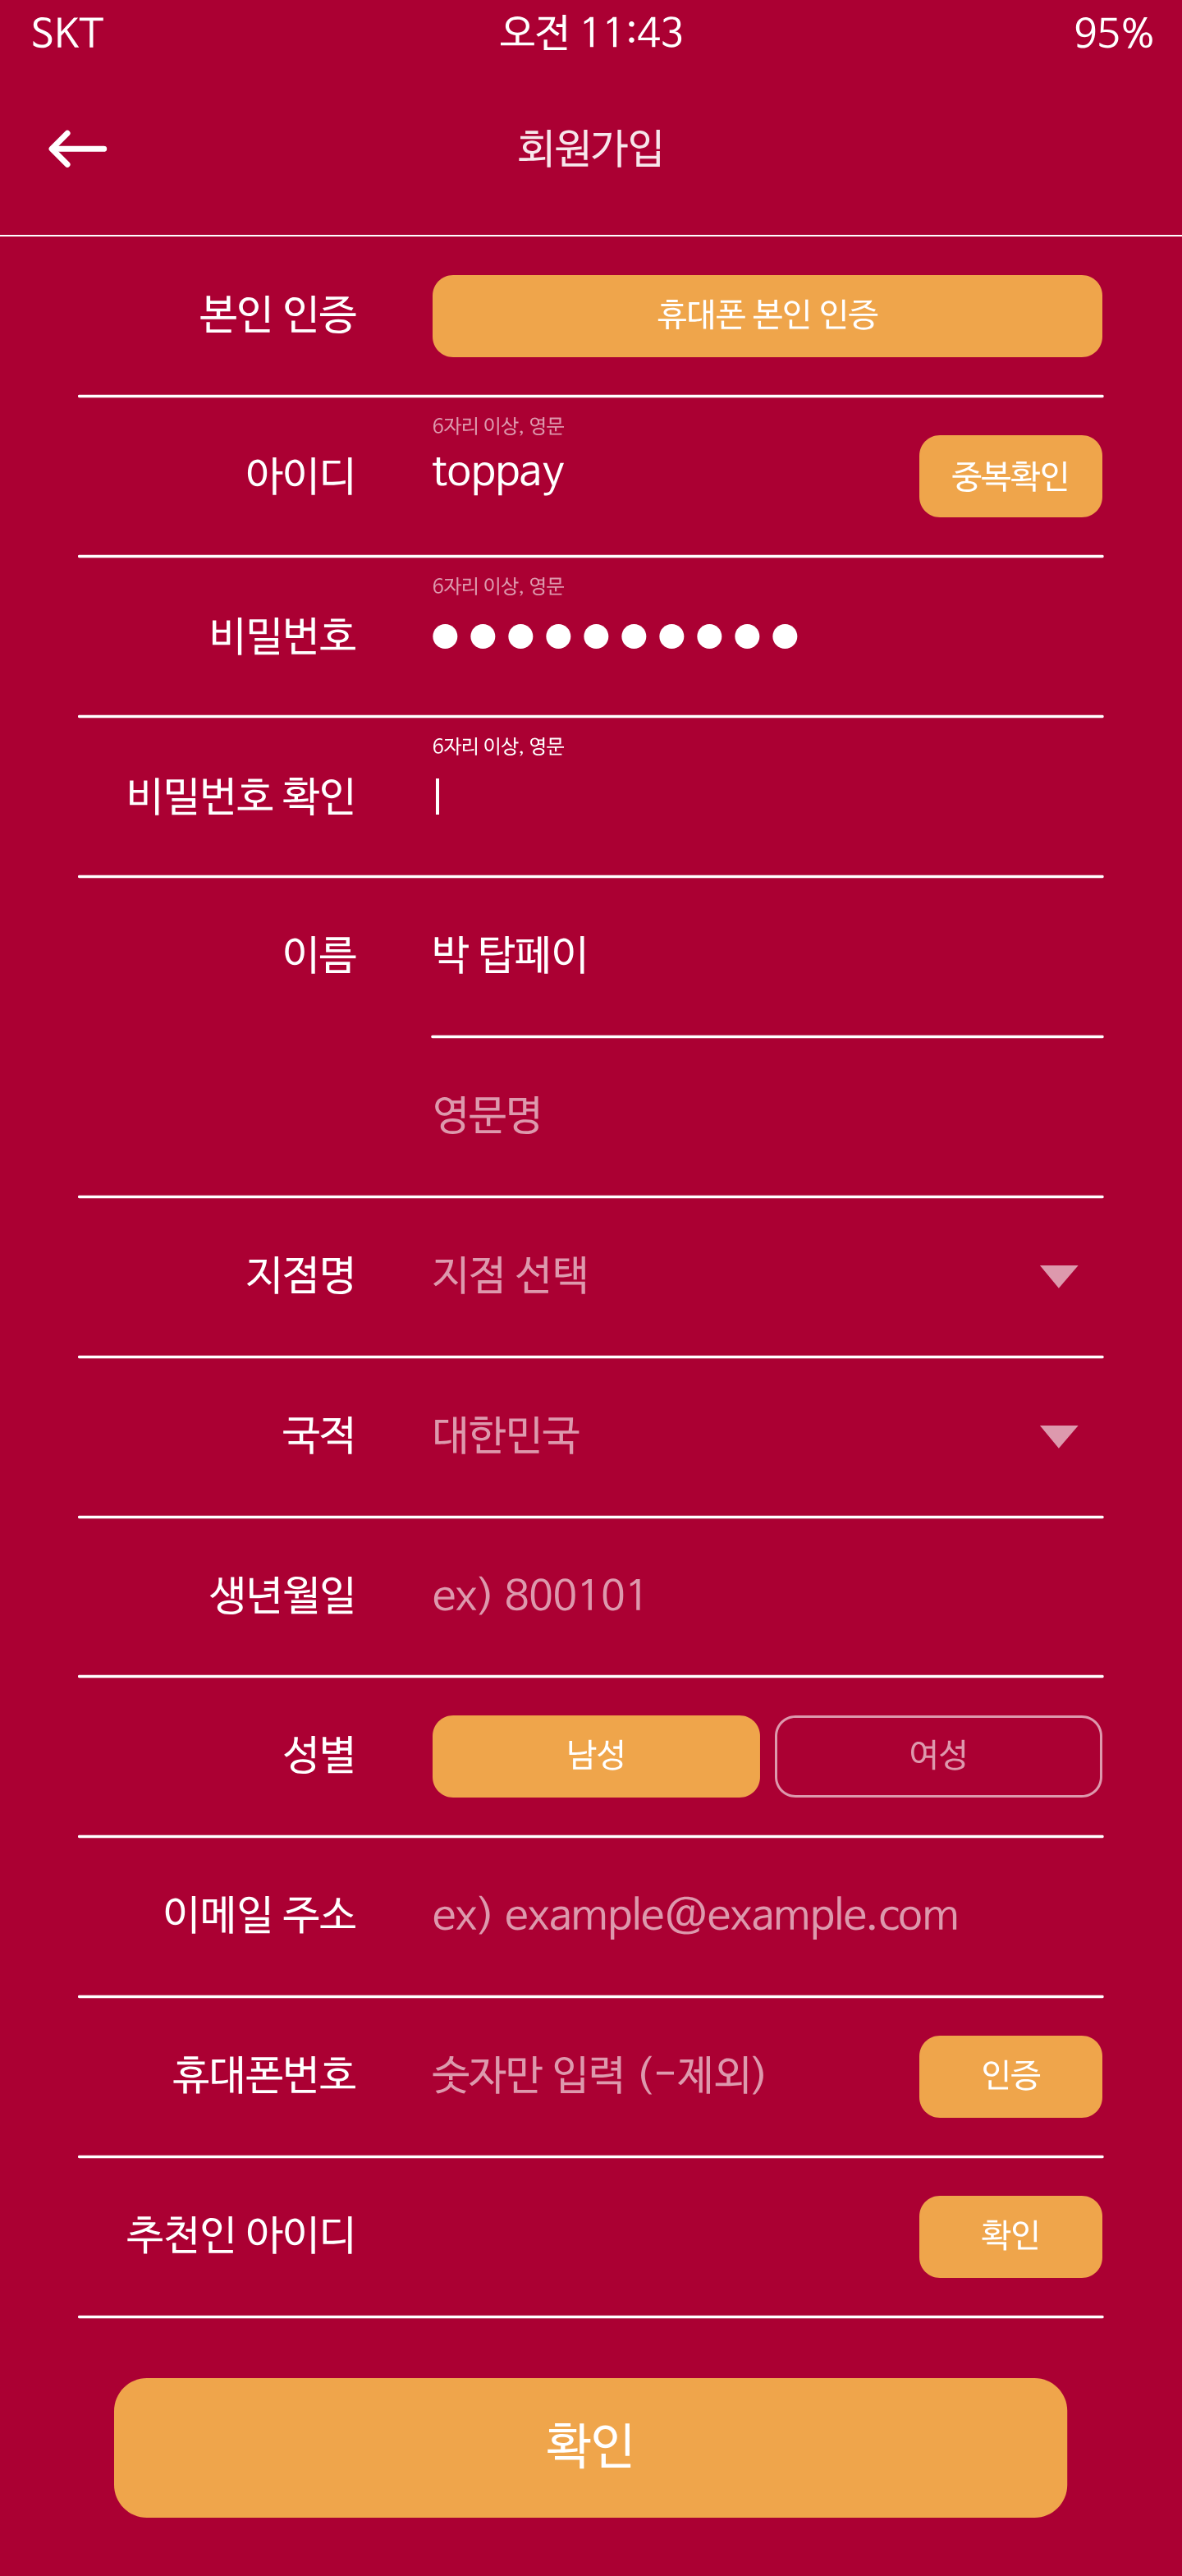 SKT 오전 11:43 95%
회원가입
본인 인증 휴대폰 본인 인증
6자리 이상, 영문
아이디 toppay 중복확인
6자리 이상, 영문
비밀번호 ●●●●●●●●●●
6자리 이상, 영문
비밀번호 확인
이름 박 탑페이
영문명
지점명 지점 선택
국적 대한민국
생년월일 ex) 800101
성별 남성 여성
이메일 주소 ex) example@example.com
휴대폰번호 숫자만 입력 (-제외) 인증
추천인 아이디 확인
확인